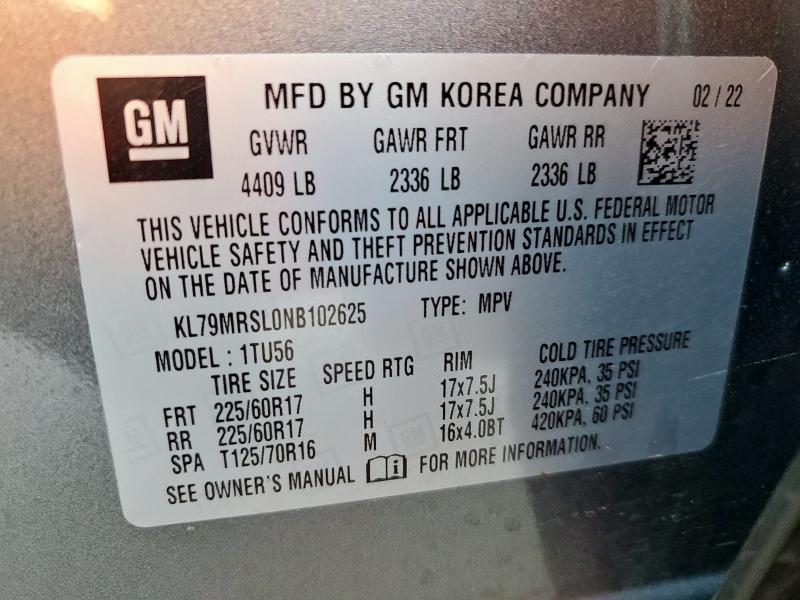 GM
MFD BY GM KOREA COMPANY 02 / 22
GVWR GAWR FRT GAWR RR
4409 LB 2336 LB 2336 LB
THIS VEHICLE CONFORMS TO ALL APPLICABLE U.S. FEDERAL MOTOR
VEHICLE SAFETY AND THEFT PREVENTION STANDARDS IN EFFECT
ON THE DATE OF MANUFACTURE SHOWN ABOVE.
KL79MRSL0NB102625 TYPE: MPV
MODEL : 1TU56
TIRE SIZE SPEED RTG RIM COLD TIRE PRESSURE
FRT 225/60R17 H 17x7.5J 240KPA, 35 PSI
RR 225/60R17 H 17x7.5J 240KPA, 35 PSI
SPA T125/70R16 M 16x4.0BT 420KPA, 60 PSI
SEE OWNER'S MANUAL FOR MORE INFORMATION.